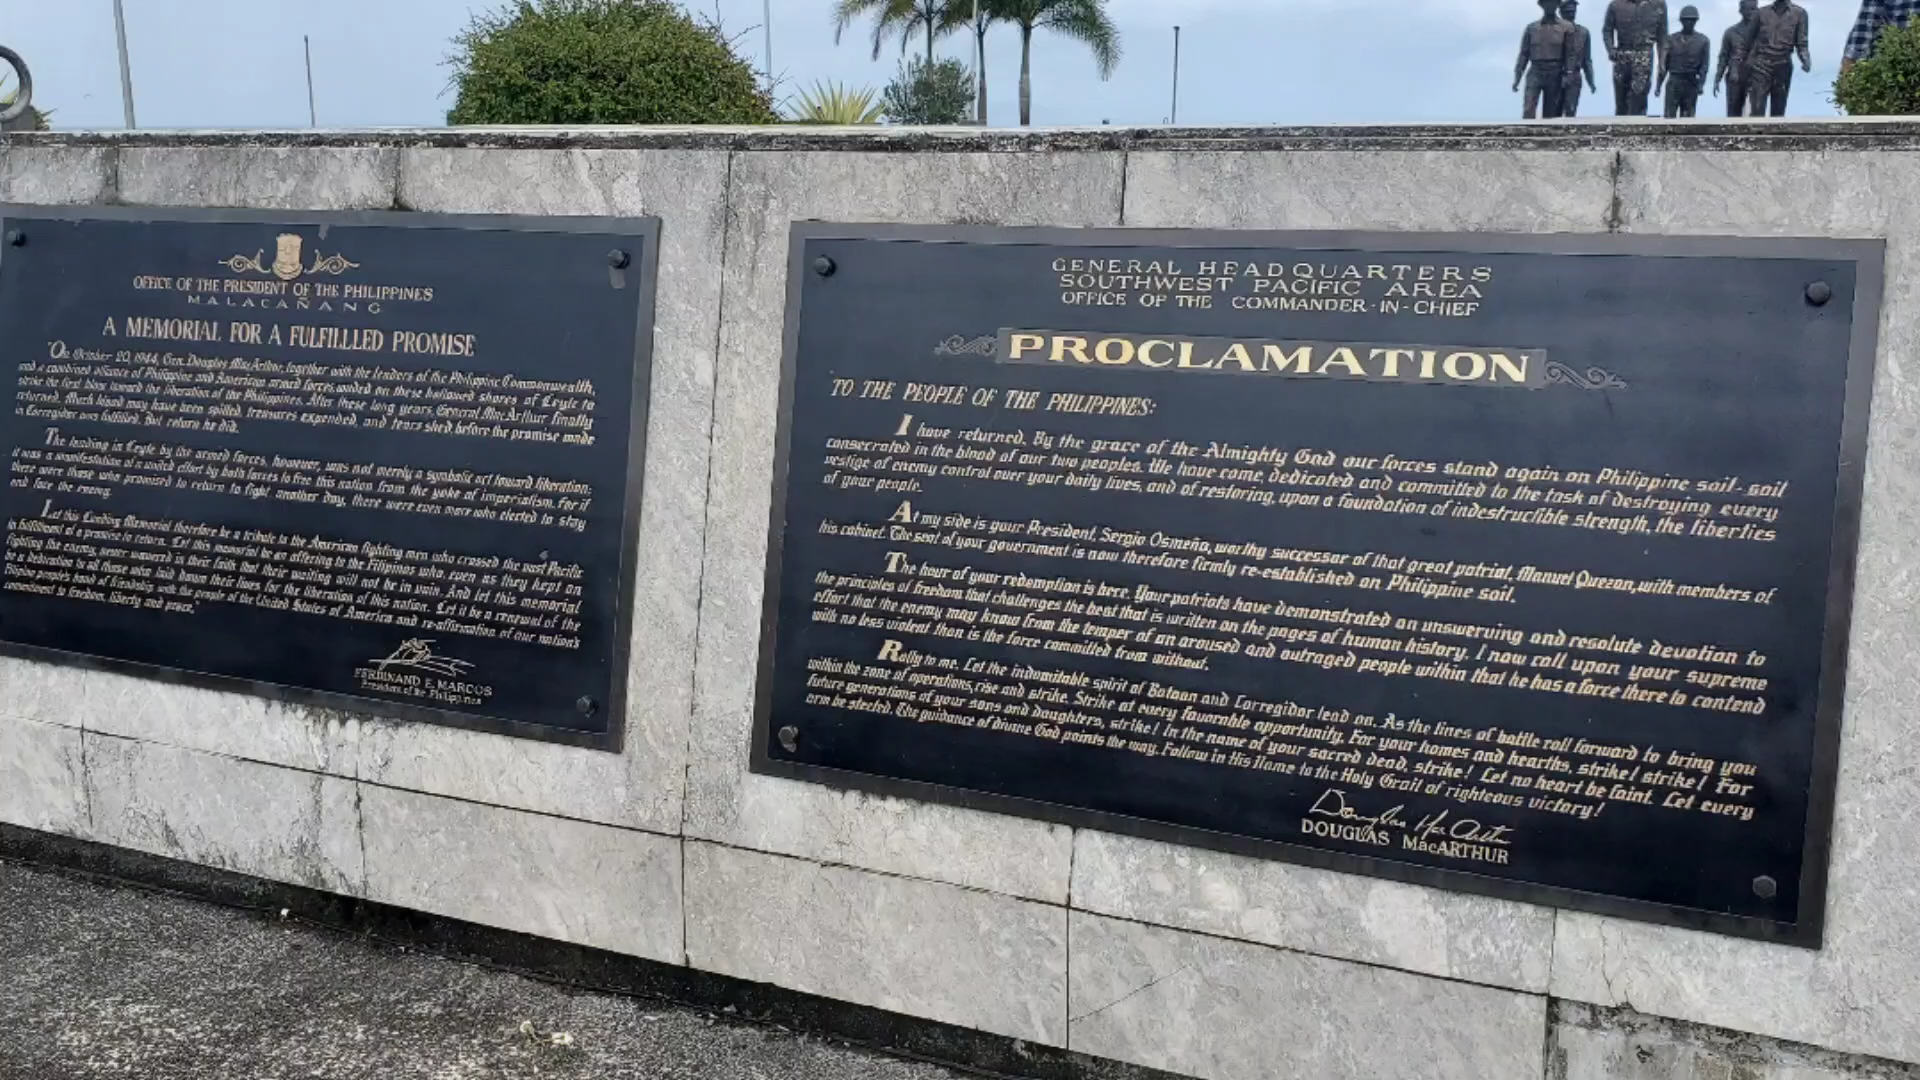 OFFICE OF THE PRESIDENT OF THE PHILIPPINES
MALACAÑANG
A MEMORIAL FOR A FULFILLED PROMISE
"On October 20, 1944, Gen. Douglas MacArthur, together with the leaders of the Philippine Commonwealth,
and a combined alliance of Philippine and American armed forces, landed on these hallowed shores of Leyte to
strike the first blow toward the liberation of the Philippines. After three long years, General MacArthur finally
returned. Much blood may have been spilled, treasures expended, and tears shed, before the promise made
in Corregidor was fulfilled. But return he did.
The landing in Leyte by the armed forces, however, was not merely a symbolic act toward liberation;
it was a manifestation of a united effort by both forces to free this nation from the yoke of imperialism. For if
there were those who promised to return to fight another day, there were even more who elected to stay
and face the enemy.
Let this Landing Memorial therefore be a tribute to the American fighting men who crossed the vast Pacific
in fulfillment of a promise to return. Let this memorial be an offering to the Filipinos who, even as they kept on
fighting the enemy, never wavered in their faith that their waiting will not be in vain. And let this memorial
be a dedication to all those who laid down their lives for the liberation of this nation. Let it be a renewal of the
Filipino people's hand of friendship with the people of the United States of America and re-affirmation of our nation's
commitment to freedom, liberty and peace."
FERDINAND E. MARCOS
President of the Philippines
GENERAL HEADQUARTERS
SOUTHWEST PACIFIC AREA
OFFICE OF THE COMMANDER-IN-CHIEF
PROCLAMATION
TO THE PEOPLE OF THE PHILIPPINES:
I have returned. By the grace of the Almighty God our forces stand again on Philippine soil-soil
consecrated in the blood of our two peoples. We have come, dedicated and committed to the task of destroying every
vestige of enemy control over your daily lives, and of restoring, upon a foundation of indestructible strength, the liberties
of your people.
At my side is your President, Sergio Osmeña, worthy successor of that great patriot, Manuel Quezon, with members of
his cabinet. The seat of your government is now therefore firmly re-established on Philippine soil.
The hour of your redemption is here. Your patriots have demonstrated an unswerving and resolute devotion to
the principles of freedom that challenges the best that is written on the pages of human history. I now call upon your supreme
effort that the enemy may know from the temper of an aroused and outraged people within that he has a force there to contend
with no less violent than is the force committed from without.
Rally to me. Let the indomitable spirit of Bataan and Corregidor lead on. As the lines of battle roll forward to bring you
within the zone of operations, rise and strike. Strike at every favorable opportunity. For your homes and hearths, strike! strike! For
future generations of your sons and daughters, strike! In the name of your sacred dead, strike! Let no heart be faint. Let every
arm be steeled. The guidance of divine God points the way. Follow in His Name to the Holy Grail of righteous victory!
Douglas MacArthur
DOUGLAS MacARTHUR